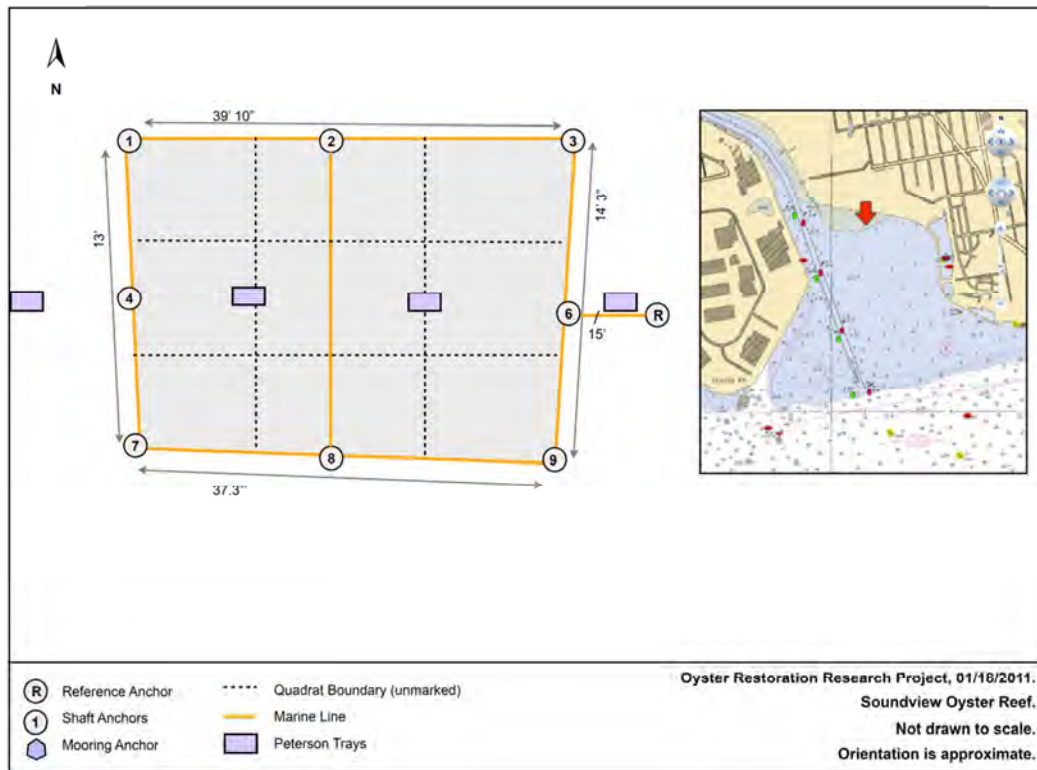 N
39' 10"
1
2
3
13'
14' 3"
4
6
R
15'
7
8
9
37.3'"
R Reference Anchor
1 Shaft Anchors
Mooring Anchor
Quadrat Boundary (unmarked)
Marine Line
Peterson Trays
Oyster Restoration Research Project, 01/18/2011.
Soundview Oyster Reef.
Not drawn to scale.
Orientation is approximate.